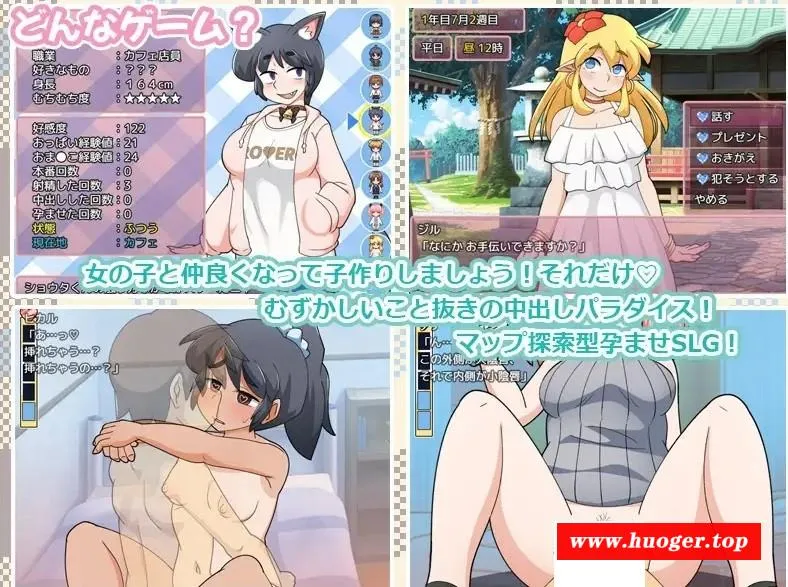 どんなゲーム？
職業　　　　：カフェ店員
好きなもの　：？？？
身長　　　　：１６４cm
むちむち度　：★★★★★
好感度　　　：122
おっぱい経験値：21
おま●こ経験値：24
本番回数　　：0
射精した回数：3
中出しした回数：0
孕ませた回数：0
状態　　　　：ふつう
現在地　　　：カフェ
1年目7月2週目
平日　昼 12時
話す
プレゼント
おきがえ
犯そうとする
やめる
ジル
「なにか お手伝いできますか？」
女の子と仲良くなって子作りしましょう！それだけ♡
むずかしいこと抜きの中出しパラダイス！
マップ探索型孕ませSLG！
ヒカル
「あ…っ♡
挿れちゃう…？
挿れちゃうの…？」
「ん…
それで内側が小陰唇」
www.huoger.top